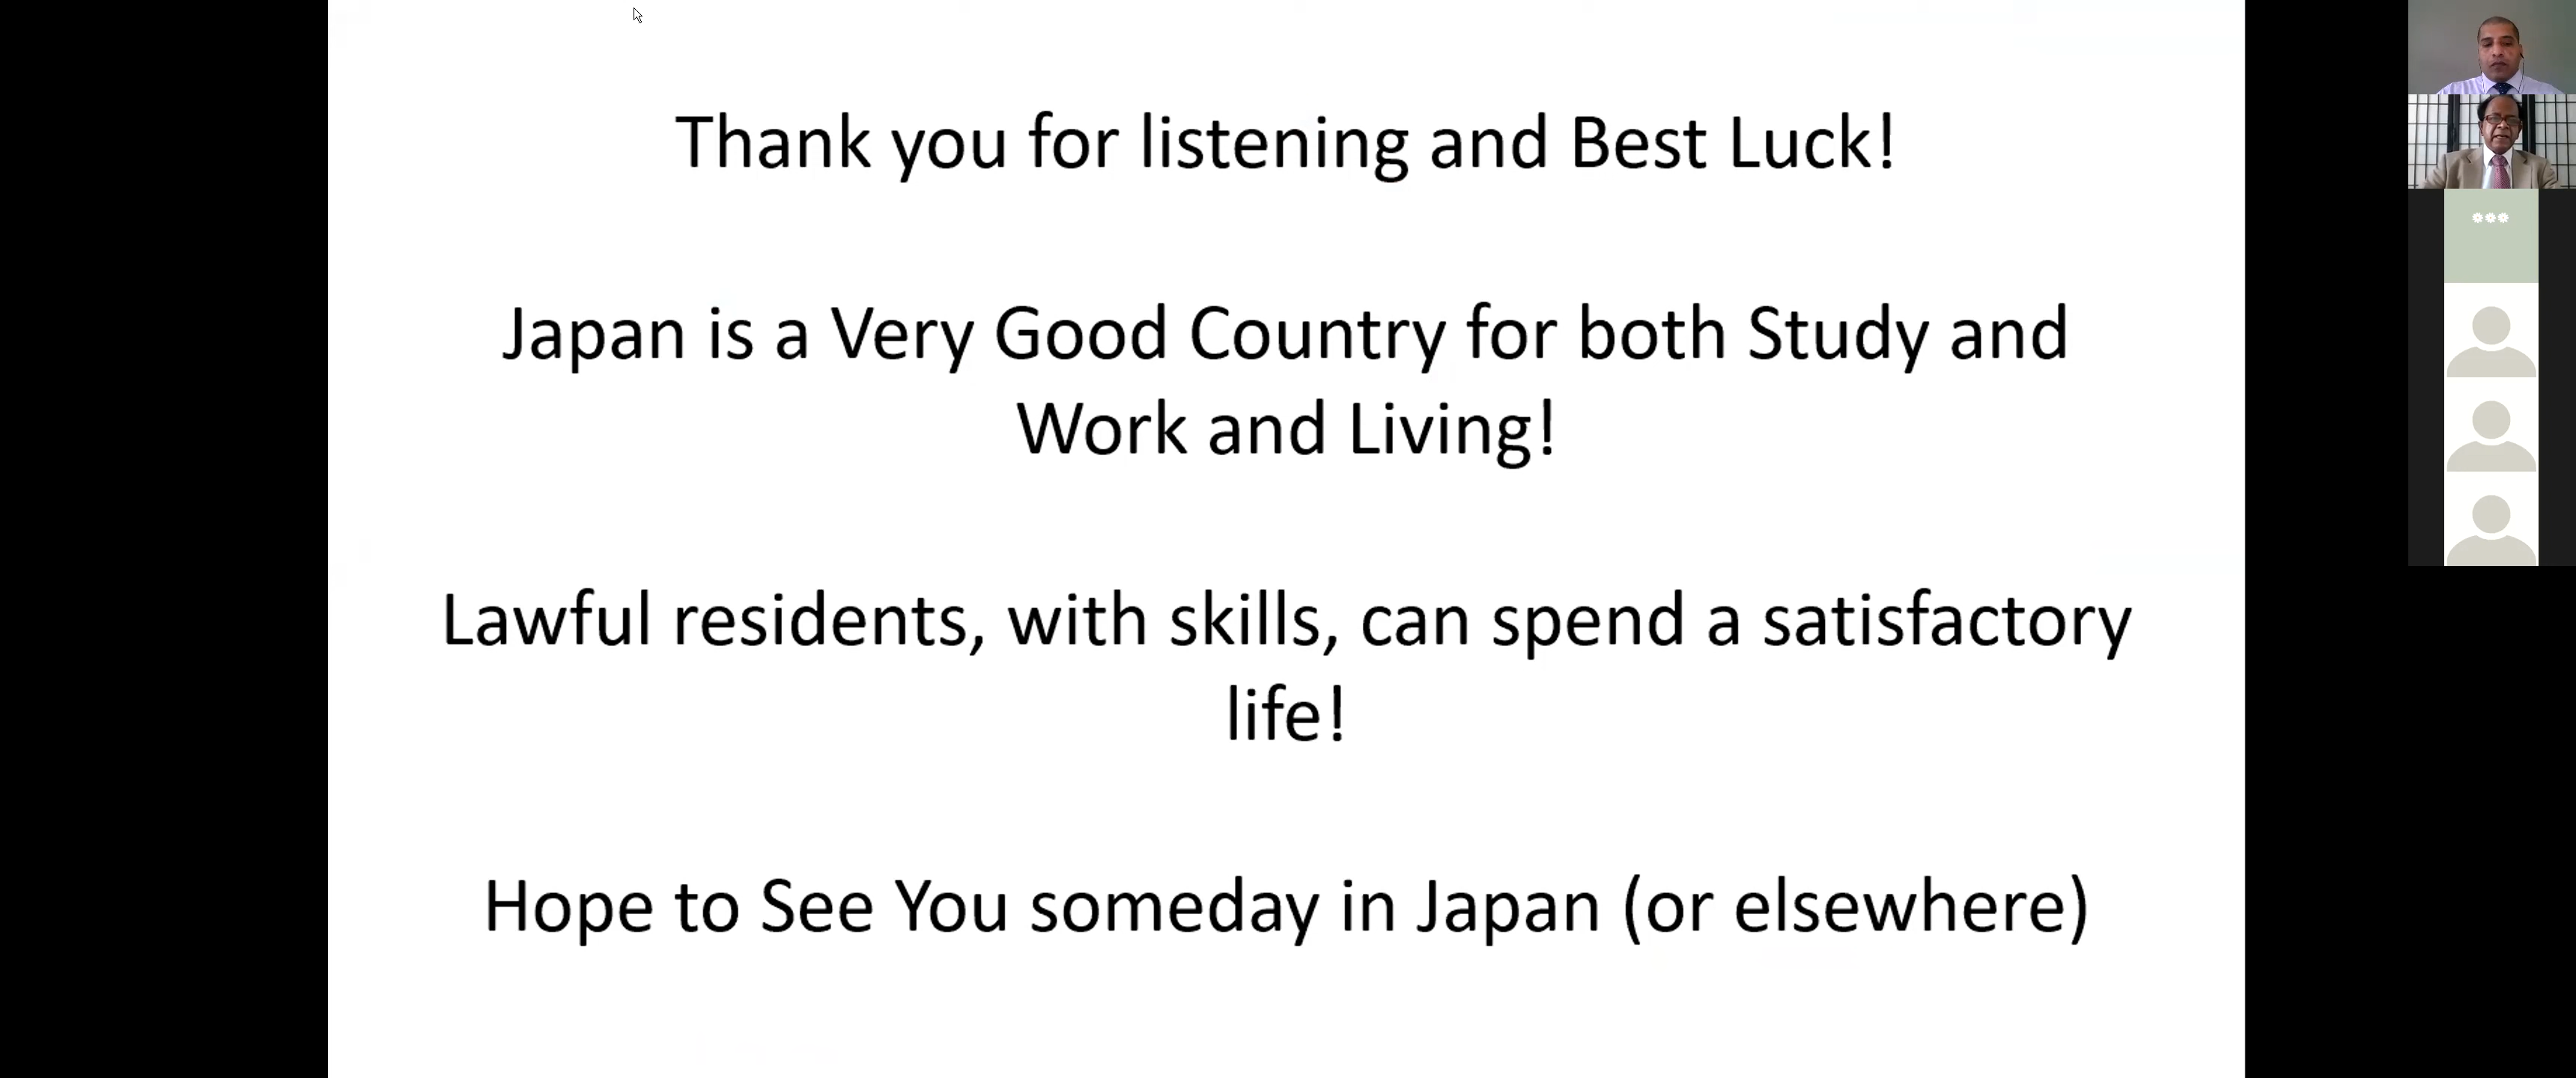 Thank you for listening and Best Luck!
Japan is a Very Good Country for both Study and
Work and Living!
Lawful residents, with skills, can spend a satisfactory
life!
Hope to See You someday in Japan (or elsewhere)